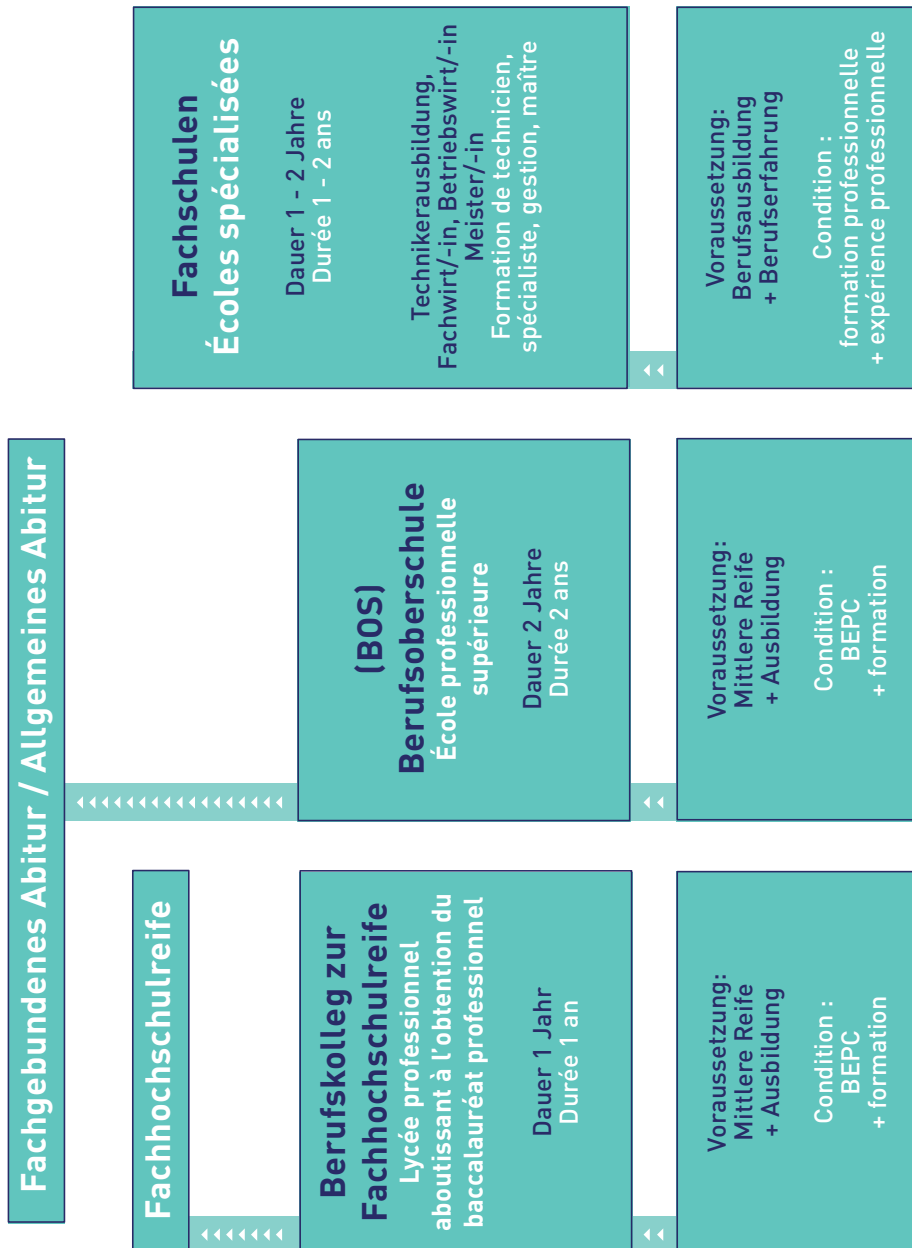 Fachgebundenes Abitur / Allgemeines Abitur
Fachhochschulreife
Berufskolleg zur
Fachhochschulreife
Lycée professionnel
aboutissant à l'obtention du
baccalauréat professionnel
Dauer 1 Jahr
Durée 1 an
Voraussetzung:
Mittlere Reife
+ Ausbildung
Condition :
BEPC
+ formation
(BOS)
Berufsoberschule
École professionnelle
supérieure
Dauer 2 Jahre
Durée 2 ans
Voraussetzung:
Mittlere Reife
+ Ausbildung
Condition :
BEPC
+ formation
Fachschulen
Écoles spécialisées
Dauer 1 - 2 Jahre
Durée 1 - 2 ans
Technikerausbildung,
Fachwirt/-in, Betriebswirt/-in
Meister/-in
Formation de technicien,
spécialiste, gestion, maître
Voraussetzung:
Berufsausbildung
+ Berufserfahrung
Condition :
formation professionnelle
+ expérience professionnelle